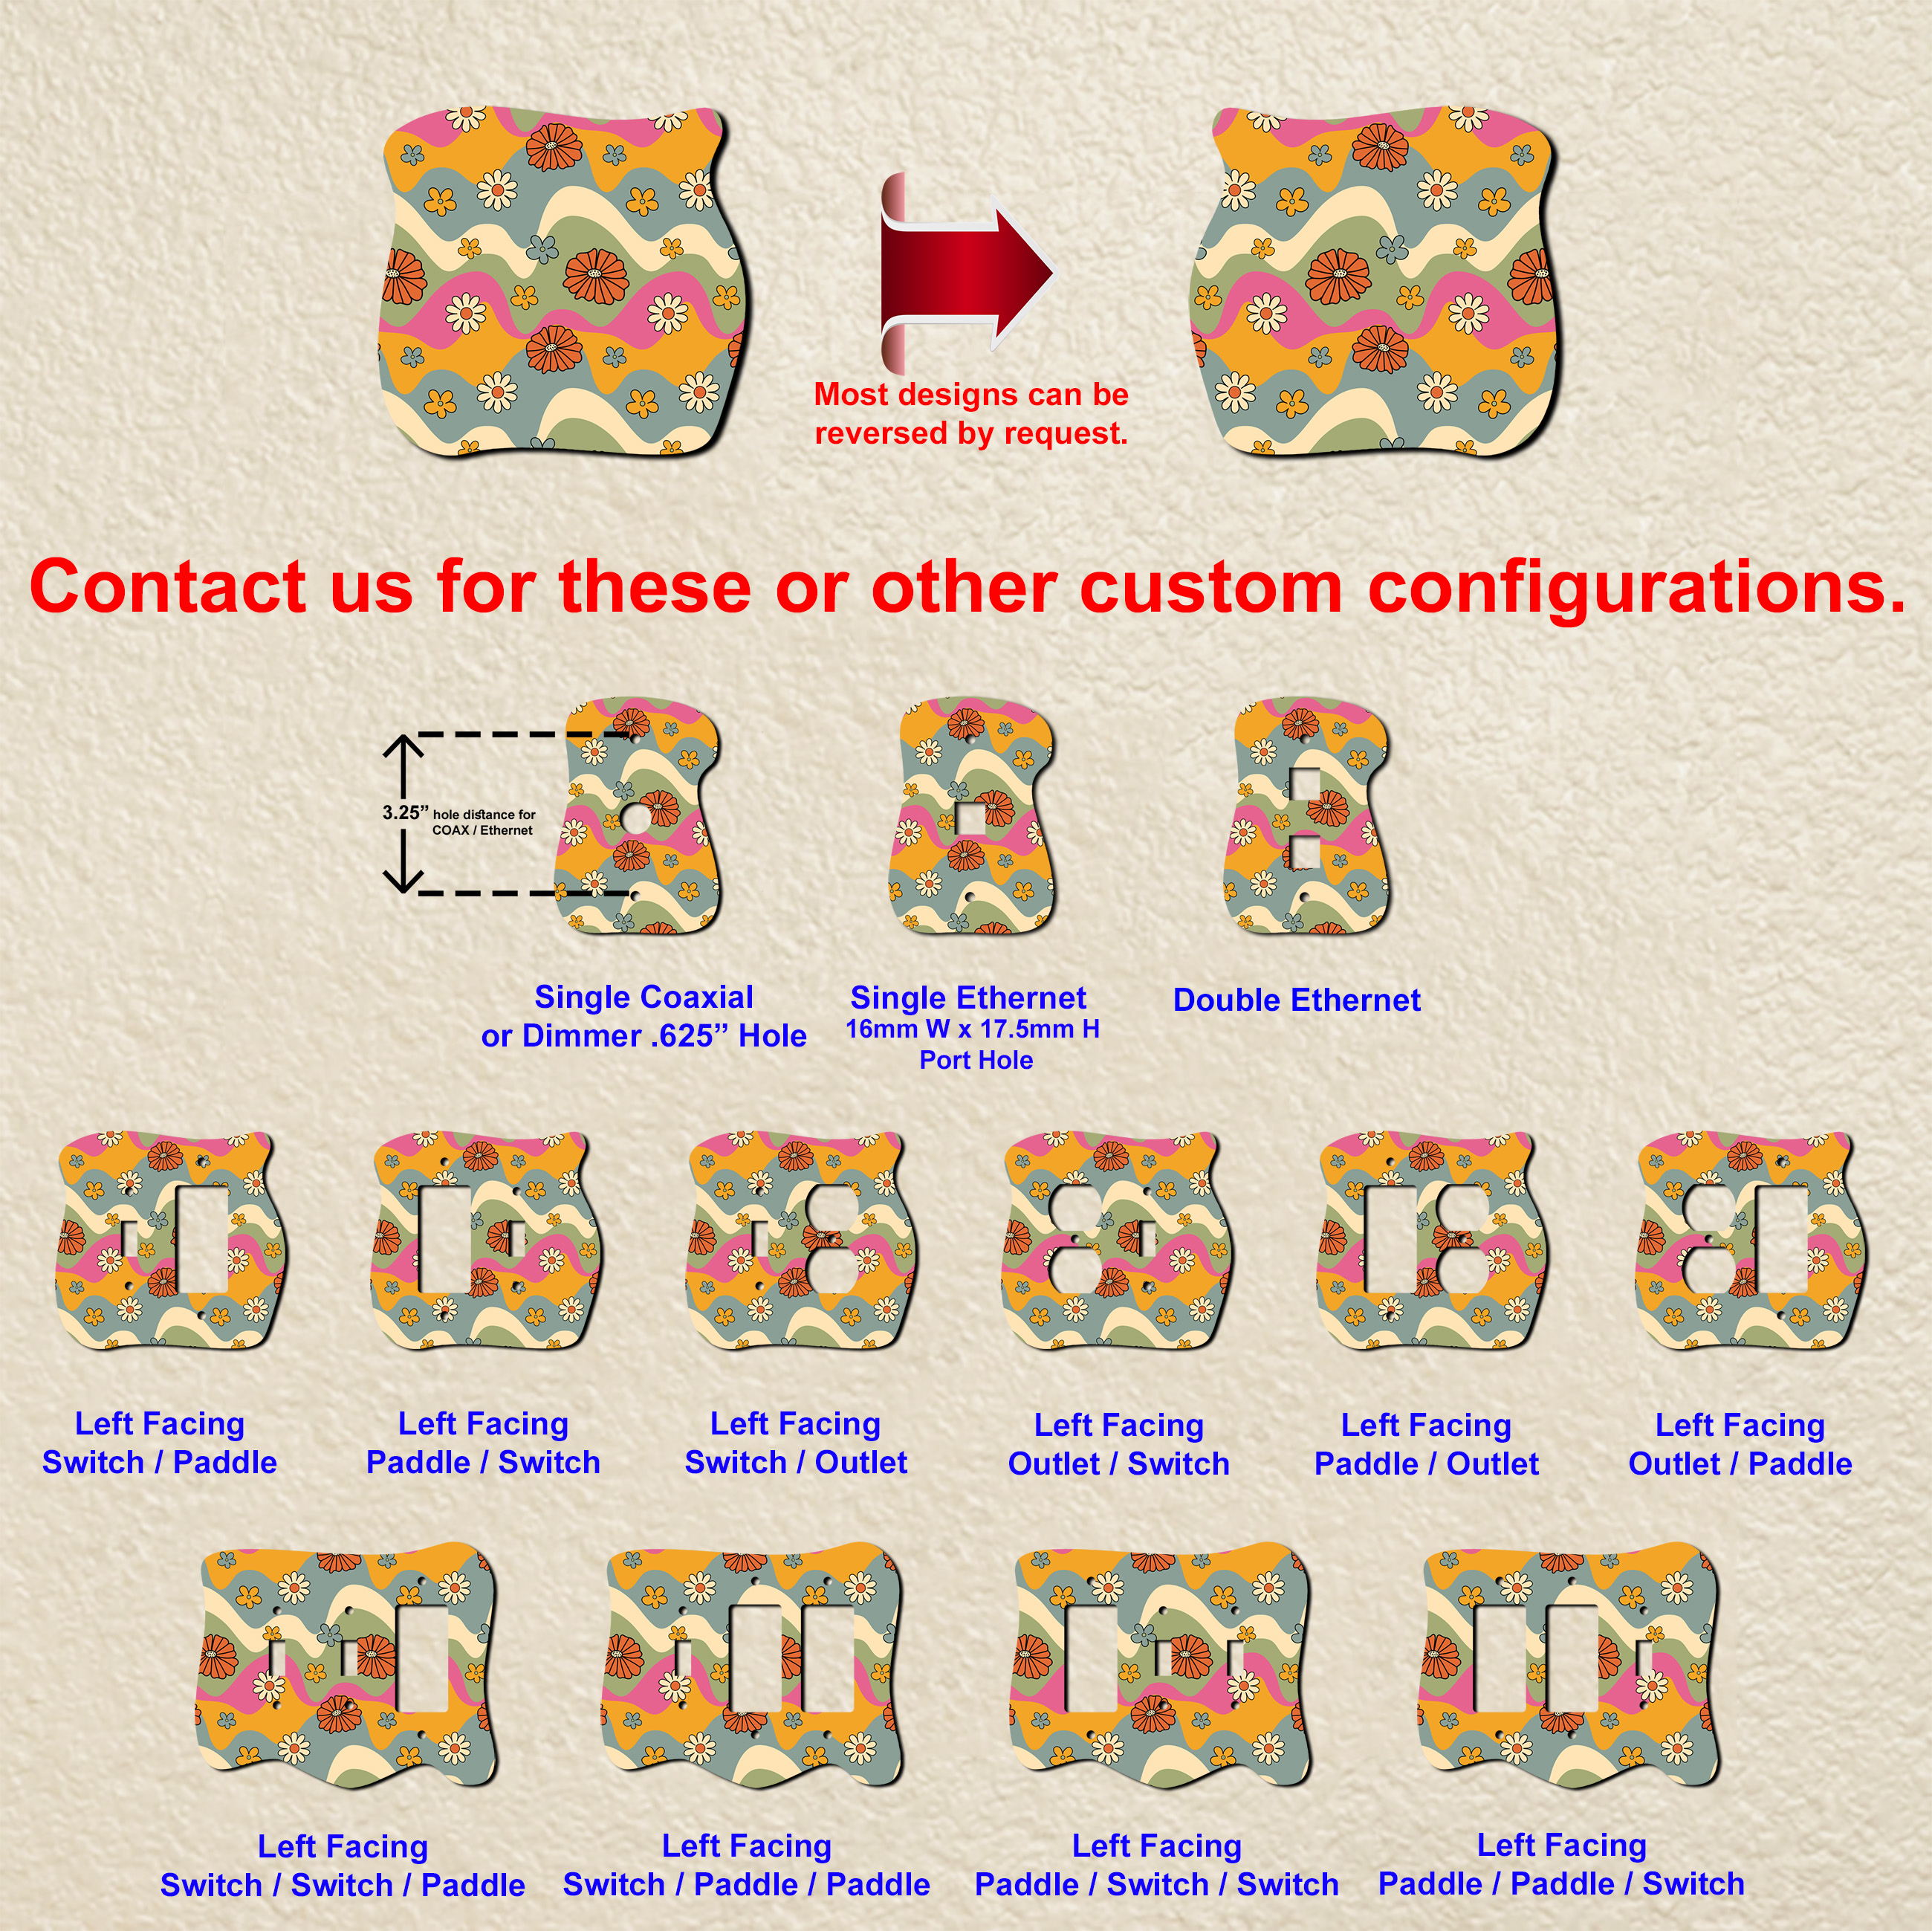 Most designs can be
reversed by request.
Contact us for these or other custom configurations.
3.25” hole distance for
COAX / Ethernet
Single Coaxial
or Dimmer .625” Hole
Single Ethernet
16mm W x 17.5mm H
Port Hole
Double Ethernet
Left Facing
Switch / Paddle
Left Facing
Paddle / Switch
Left Facing
Switch / Outlet
Left Facing
Outlet / Switch
Left Facing
Paddle / Outlet
Left Facing
Outlet / Paddle
Left Facing
Switch / Switch / Paddle
Left Facing
Switch / Paddle / Paddle
Left Facing
Paddle / Switch / Switch
Left Facing
Paddle / Paddle / Switch